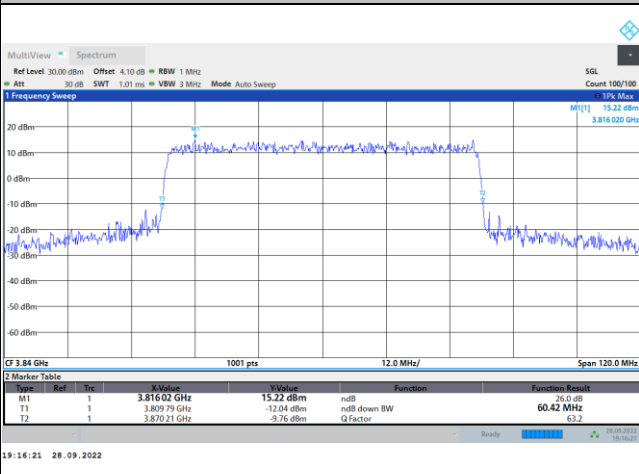 MultiView Spectrum
Ref Level 30.00 dBm Offset 4.10 dB RBW 1 MHz SGL
Att 30 dB SWT 1.01 ms VBW 3 MHz Mode Auto Sweep Count 100/100
1 Frequency Sweep 1Pk Max
M1[1] 15.22 dBm
3.816 020 GHz
M1
20 dBm
10 dBm
0 dBm
T1
T2
-10 dBm
-20 dBm
-30 dBm
-40 dBm
-50 dBm
-60 dBm
CF 3.84 GHz 1001 pts 12.0 MHz/ Span 120.0 MHz
2 Marker Table
Type Ref Trc X-Value Y-Value Function Function Result
M1 1 3.816 02 GHz 15.22 dBm ndB 26.0 dB
T1 1 3.809 79 GHz -12.04 dBm ndB down BW 60.42 MHz
T2 1 3.870 21 GHz -9.76 dBm Q Factor 63.2
Ready 28.09.2022
19:16:21
19:16:21 28.09.2022